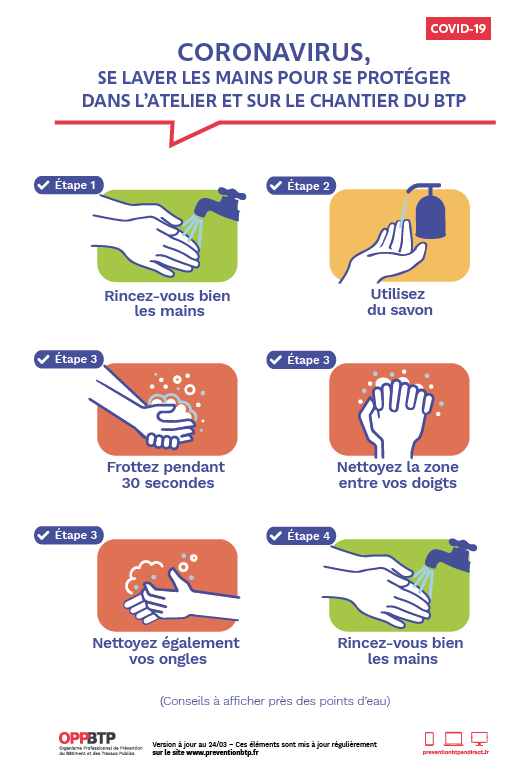 COVID-19
CORONAVIRUS,
SE LAVER LES MAINS POUR SE PROTÉGER
DANS L'ATELIER ET SUR LE CHANTIER DU BTP
Étape 1
Rincez-vous bien
les mains
Étape 2
Utilisez
du savon
Étape 3
Frottez pendant
30 secondes
Étape 3
Nettoyez la zone
entre vos doigts
Étape 3
Nettoyez également
vos ongles
Étape 4
Rincez-vous bien
les mains
(Conseils à afficher près des points d'eau)
OPPBTP
Organisme Professionnel de Prévention
du Bâtiment et des Travaux Publics
Version à jour au 24/03 – Ces éléments sont mis à jour régulièrement
sur le site www.preventionbtp.fr
preventionbtpendirect.fr